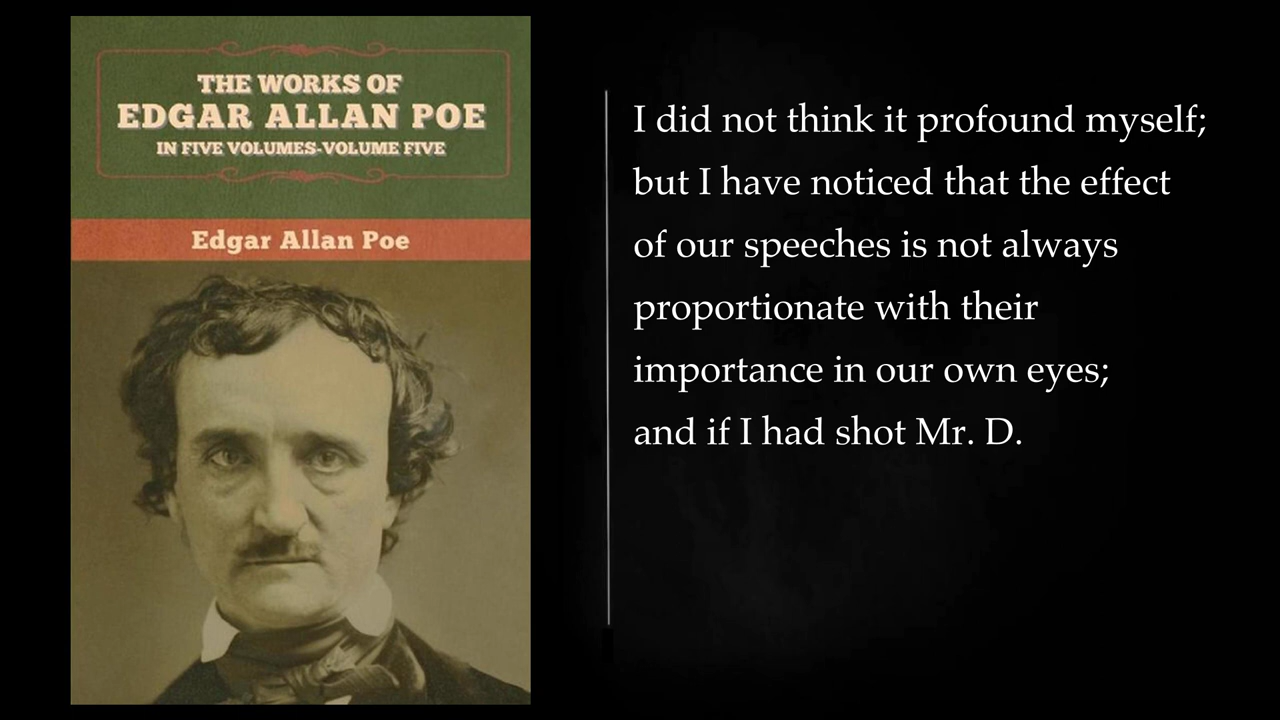 THE WORKS OF
EDGAR ALLAN POE
IN FIVE VOLUMES-VOLUME FIVE
Edgar Allan Poe
I did not think it profound myself;
but I have noticed that the effect
of our speeches is not always
proportionate with their
importance in our own eyes;
and if I had shot Mr. D.